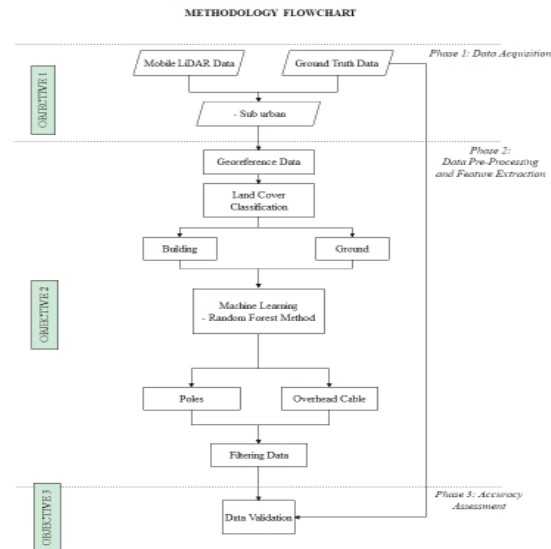 METHODOLOGY FLOWCHART
Phase 1: Data Acquisition
Mobile LiDAR Data
Ground Truth Data
OBJECTIVE 1
- Sub urban
Phase 2:
Data Pre-Processing
and Feature Extraction
Georeference Data
Land Cover
Classification
Building
Ground
OBJECTIVE 2
Machine Learning
- Random Forest Method
Poles
Overhead Cable
Filtering Data
OBJECTIVE 3
Phase 3: Accuracy
Assessment
Data Validation